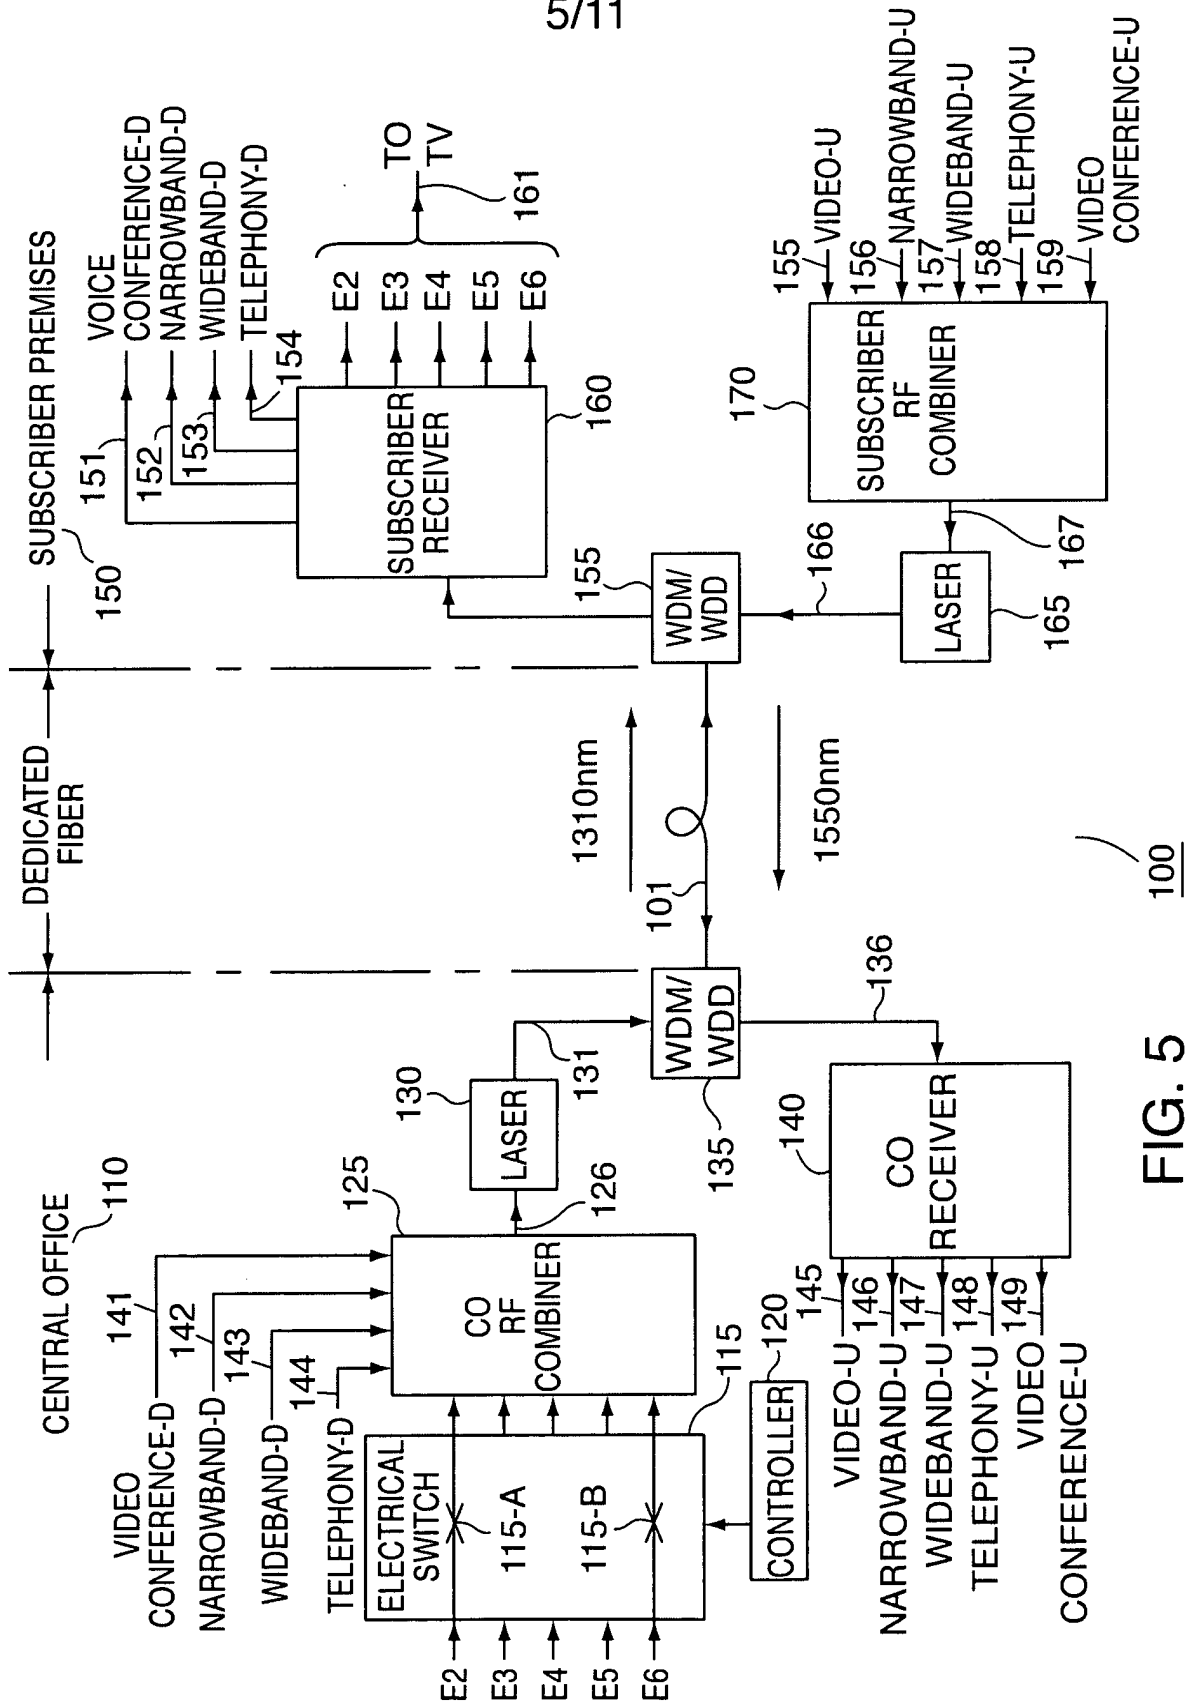 5/11
CENTRAL OFFICE
110
DEDICATED
FIBER
SUBSCRIBER PREMISES
150
VIDEO
CONFERENCE-D
141
NARROWBAND-D
142
WIDEBAND-D
143
TELEPHONY-D
144
E2
E3
E4
E5
E6
ELECTRICAL
SWITCH
115-A
115-B
115
CONTROLLER
120
CO
RF
COMBINER
125
126
LASER
130
131
WDM/
WDD
135
136
CO
RECEIVER
140
145
VIDEO-U
146
NARROWBAND-U
147
WIDEBAND-U
148
TELEPHONY-U
149
VIDEO
CONFERENCE-U
101
1310nm
1550nm
WDM/
WDD
155
SUBSCRIBER
RECEIVER
160
151
VOICE
CONFERENCE-D
152
NARROWBAND-D
153
WIDEBAND-D
154
TELEPHONY-D
E2
E3
E4
E5
E6
TO
TV
161
LASER
165
166
167
SUBSCRIBER
RF
COMBINER
170
155
VIDEO-U
156
NARROWBAND-U
157
WIDEBAND-U
158
TELEPHONY-U
159
VIDEO
CONFERENCE-U
100
FIG. 5